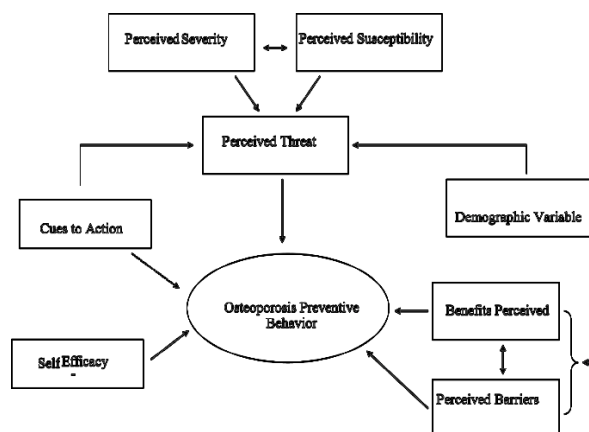 Perceived Severity
Perceived Susceptibility
Perceived Threat
Cues to Action
Demographic Variable
Osteoporosis Preventive
Behavior
Benefits Perceived
Self Efficacy
Perceived Barriers